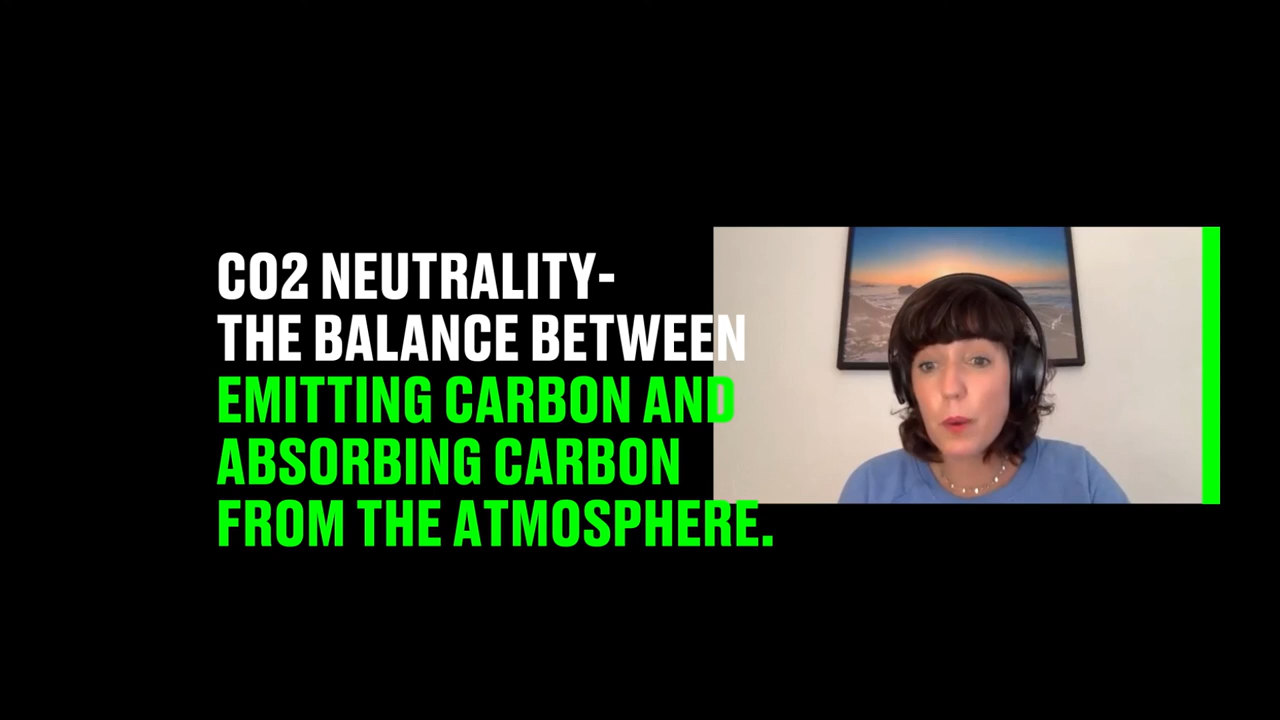 CO2 NEUTRALITY-
THE BALANCE BETWEEN
EMITTING CARBON AND
ABSORBING CARBON
FROM THE ATMOSPHERE.